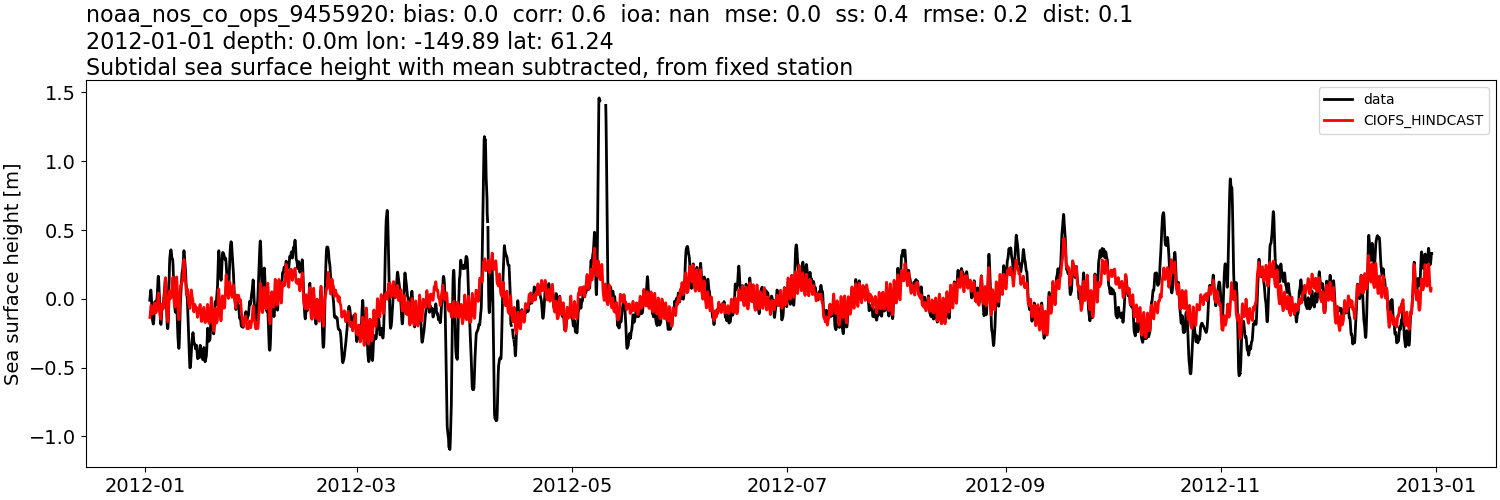 noaa_nos_co_ops_9455920: bias: 0.0  corr: 0.6  ioa: nan  mse: 0.0  ss: 0.4  rmse: 0.2  dist: 0.1
2012-01-01 depth: 0.0m lon: -149.89 lat: 61.24
Subtidal sea surface height with mean subtracted, from fixed station
data
CIOFS_HINDCAST
Sea surface height [m]
1.5
1.0
0.5
0.0
−0.5
−1.0
2012-01
2012-03
2012-05
2012-07
2012-09
2012-11
2013-01